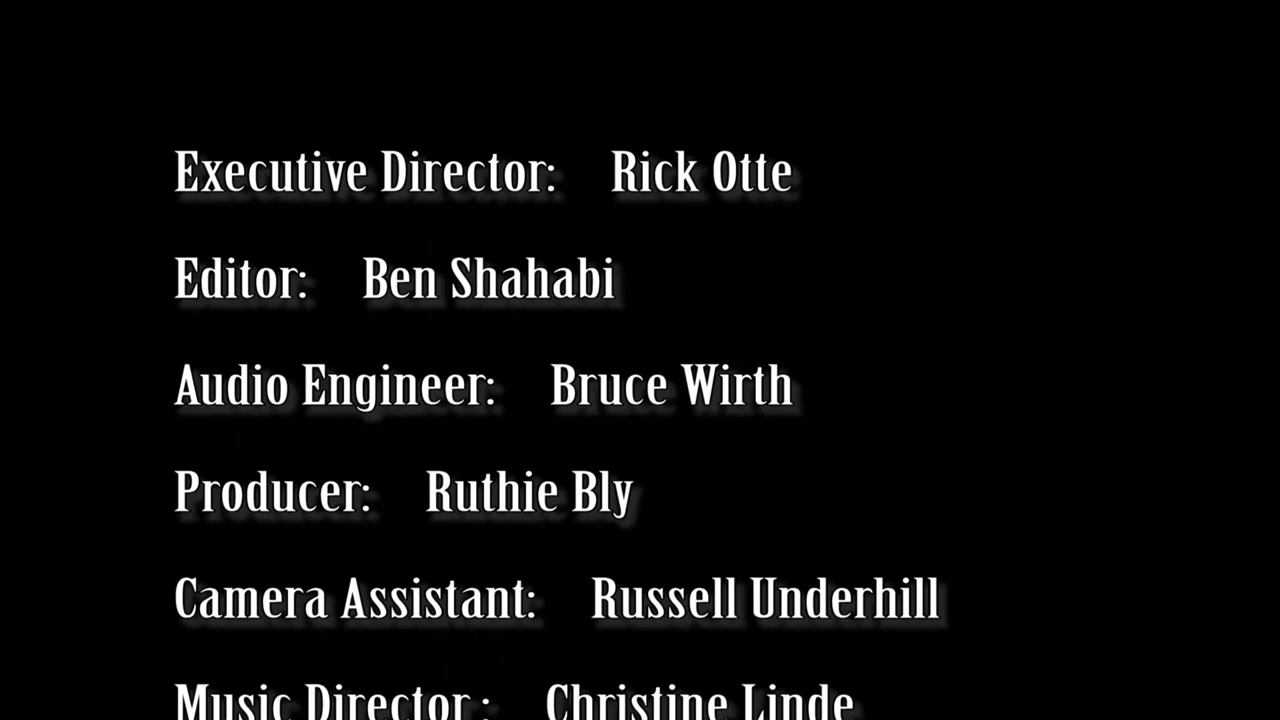 Executive Director: Rick Otte
Editor: Ben Shahabi
Audio Engineer: Bruce Wirth
Producer: Ruthie Bly
Camera Assistant: Russell Underhill
Music Director : Christine Linde